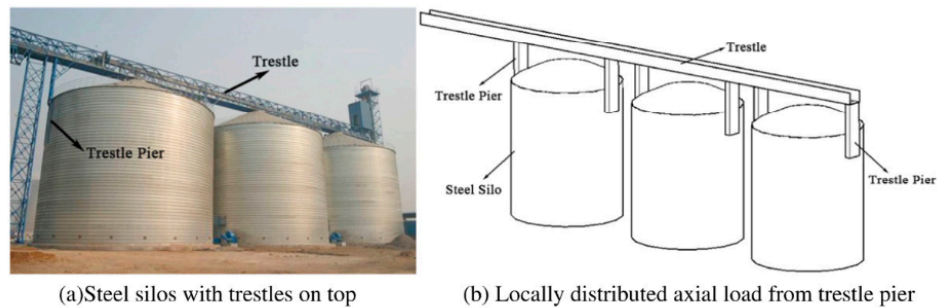 Trestle
Trestle Pier
Trestle
Trestle Pier
Steel Silo
Trestle Pier
(a)Steel silos with trestles on top
(b) Locally distributed axial load from trestle pier